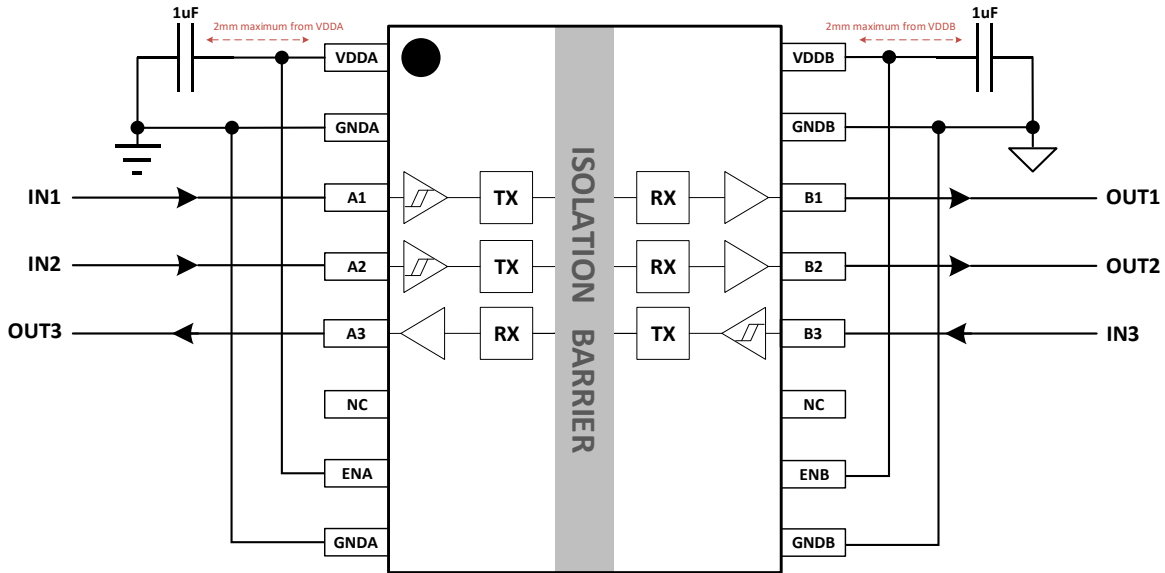 1uF
2mm maximum from VDDA
2mm maximum from VDDB
1uF
VDDA
VDDB
GNDA
GNDB
IN1
A1
TX
RX
B1
OUT1
IN2
A2
TX
RX
B2
OUT2
OUT3
A3
RX
TX
B3
IN3
ISOLATION BARRIER
NC
NC
ENA
ENB
GNDA
GNDB